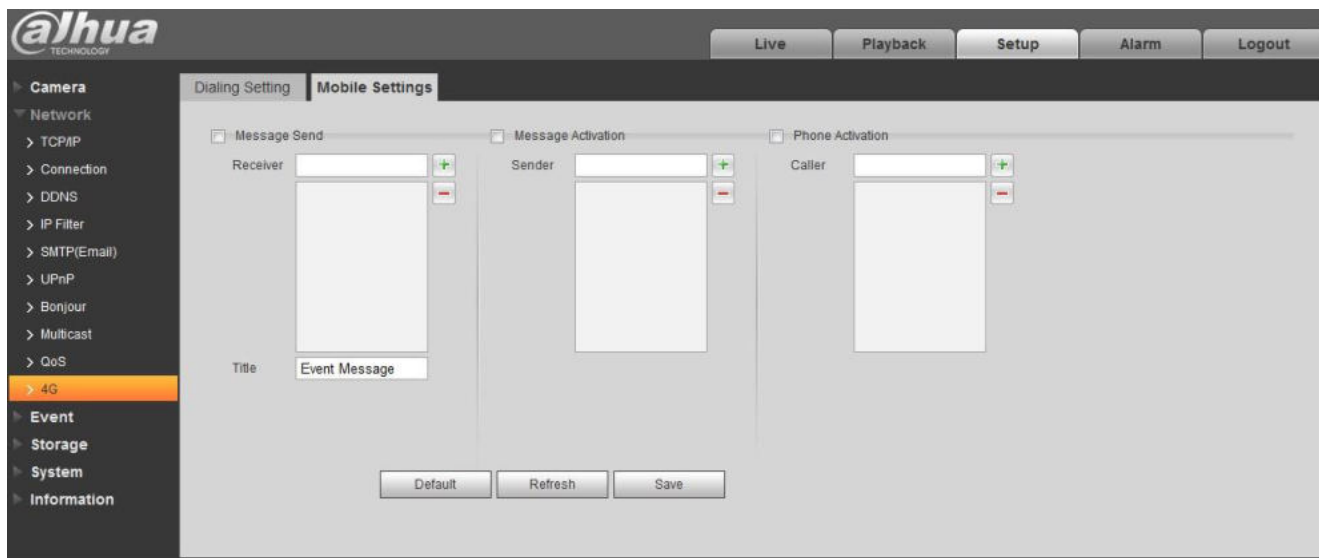 alhua
TECHNOLOGY
Live Playback Setup Alarm Logout
Camera
Network
TCP/IP
Connection
DDNS
IP Filter
SMTP(Email)
UPnP
Bonjour
Multicast
QoS
4G
Event
Storage
System
Information
Dialing Setting Mobile Settings
Message Send
Receiver
Title Event Message
Message Activation
Sender
Phone Activation
Caller
Default Refresh Save